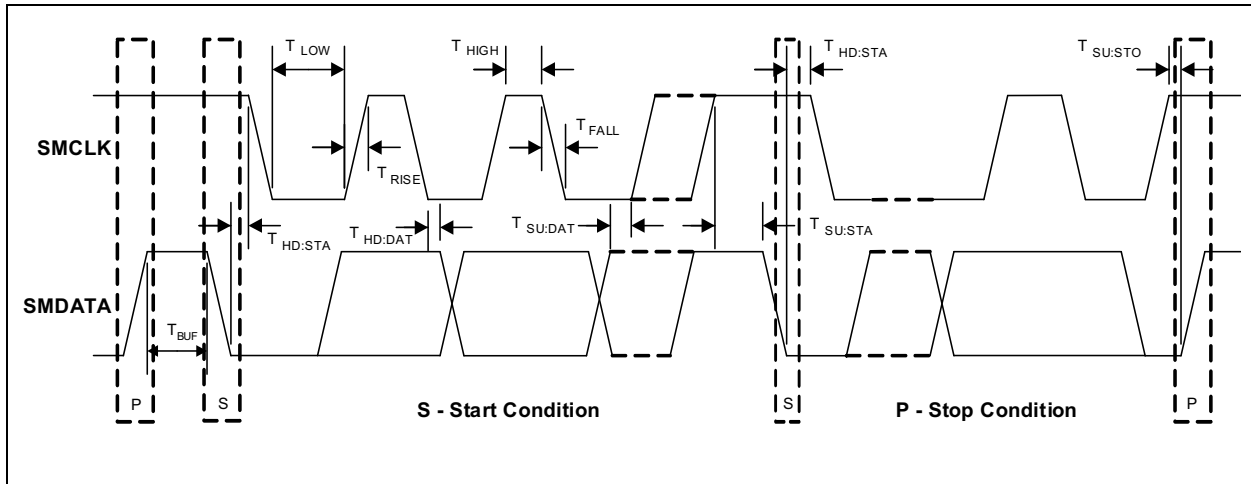 T LOW
T HIGH
T HD:STA
T SU:STO
SMCLK
T FALL
T RISE
T HD:STA
T HD:DAT
T SU:DAT
T SU:STA
SMDATA
T BUF
P
S
S - Start Condition
S
P - Stop Condition
P